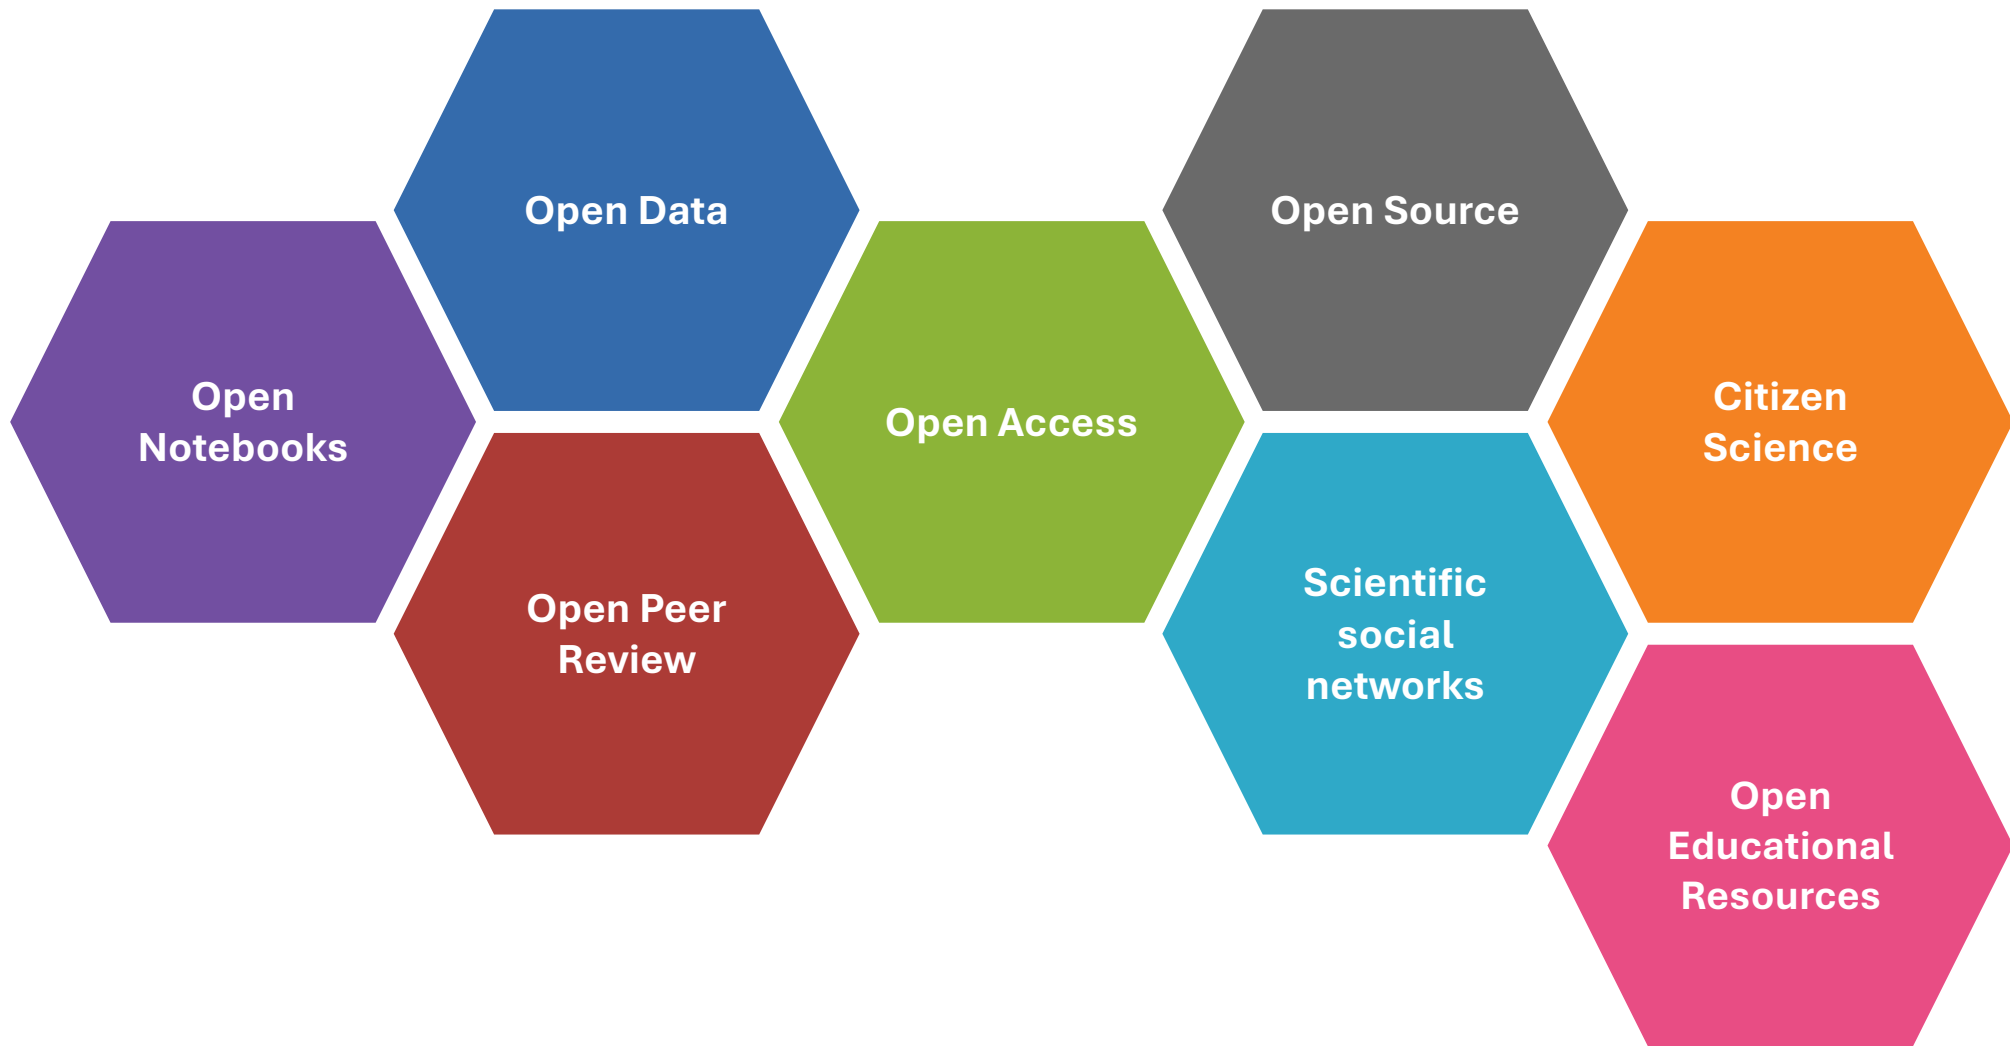 Open Data
Open Source
Open
Notebooks
Open Access
Citizen
Science
Open Peer
Review
Scientific
social
networks
Open
Educational
Resources